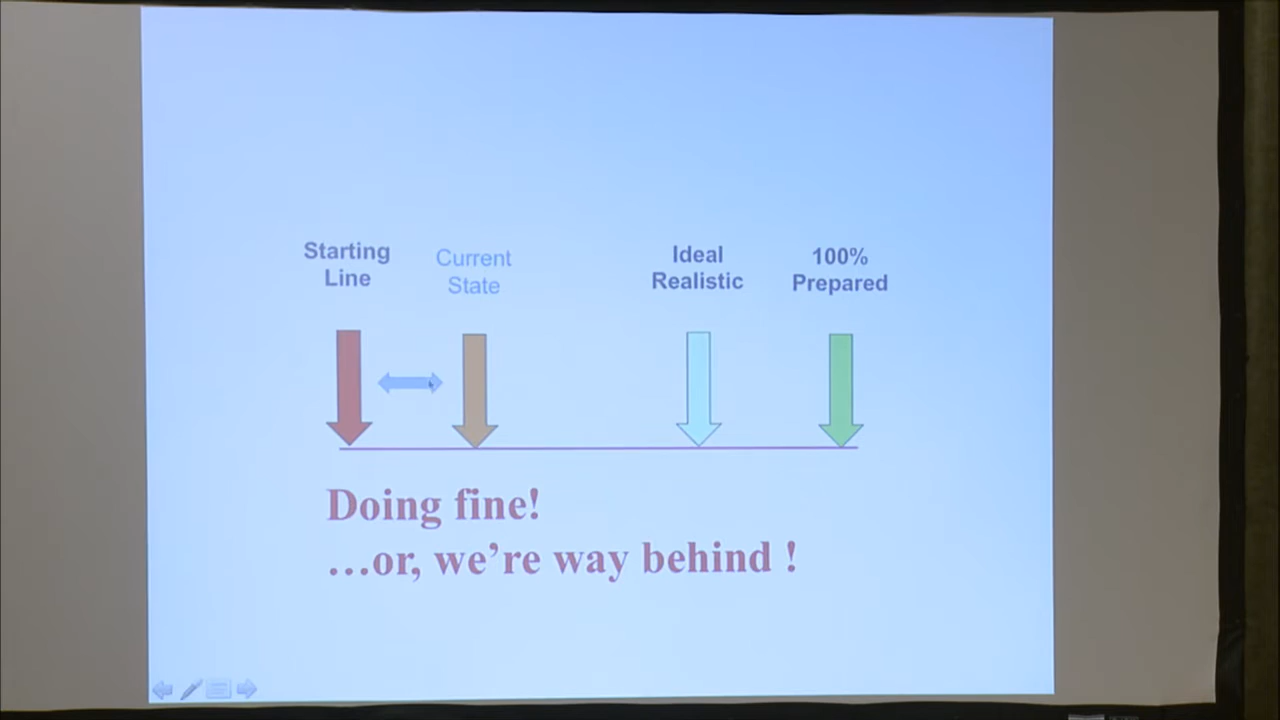 Starting
Line
Current
State
Ideal
Realistic
100%
Prepared
Doing fine!
…or, we’re way behind !